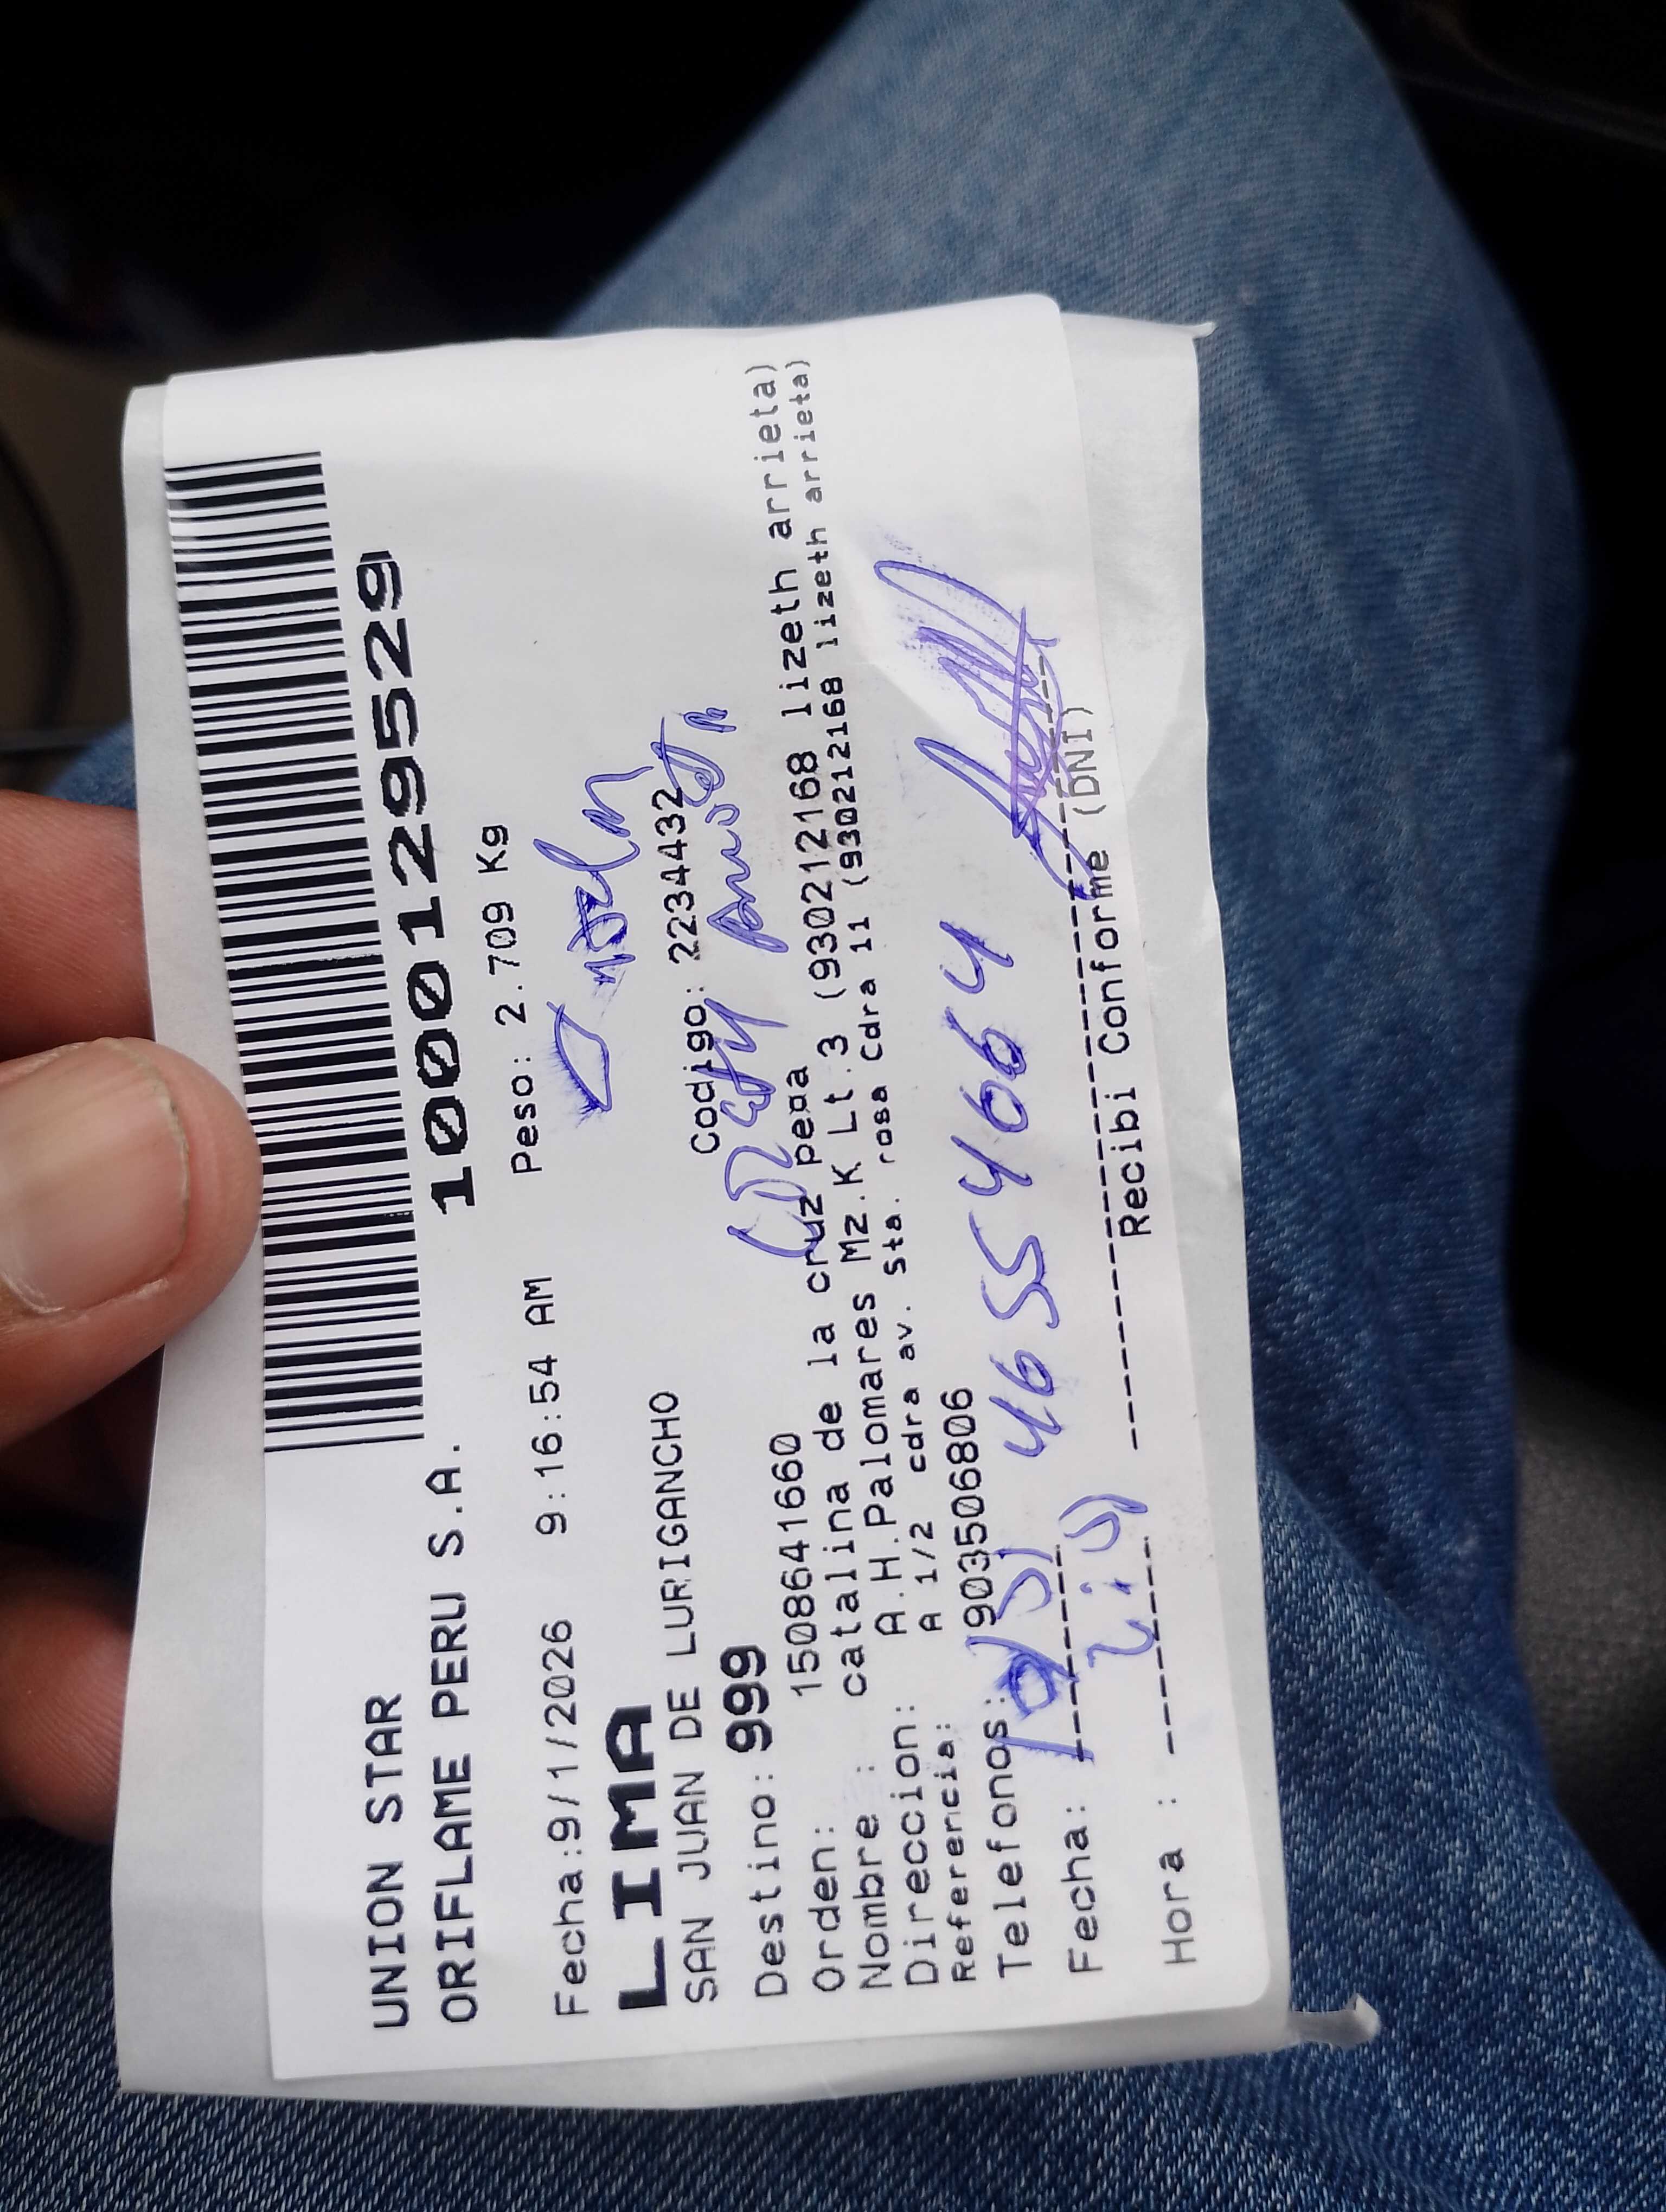 UNION STAR
ORIFLAME PERU S.A.
1000129529
Fecha:9/1/2026 9:16:54 AM Peso: 2.709 Kg
LIMA
SAN JUAN DE LURIGANCHO
Destino: 999 Codigo: 2234432
Orden: 1508641660
Nombre : catalina de la cruz pena
Direccion: A.H.Palomares Mz.K Lt.3 (930212168 lizeth arrieta)
Referencia: A 1/2 cdra av. sta. rosa Cdra 11 (930212168 lizeth arrieta)
Telefonos: 903506806
46554664
Fecha:
Hora :
Recibi Conforme (DNI)